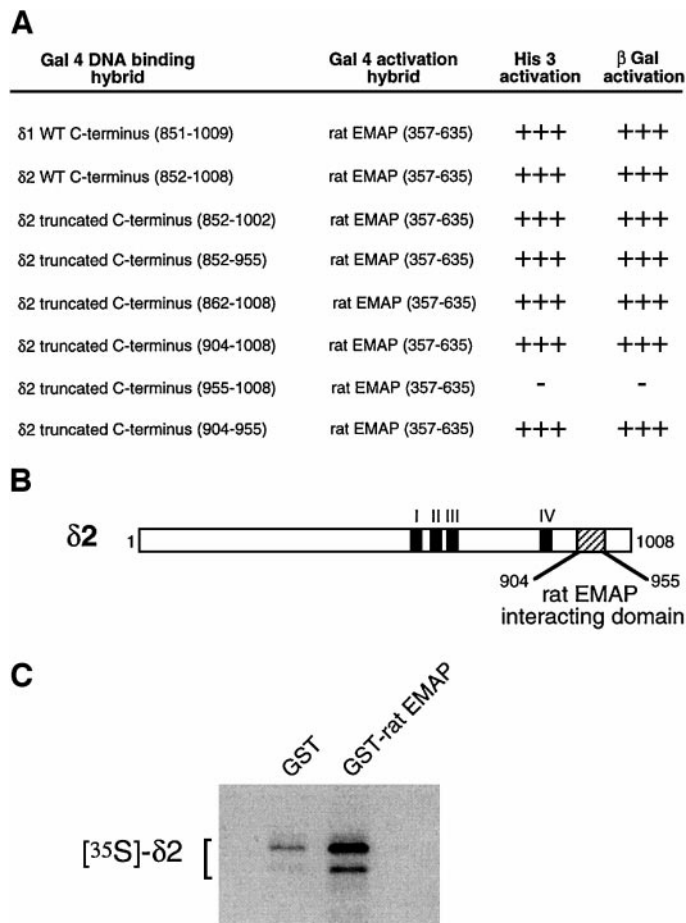 A
Gal 4 DNA binding hybrid Gal 4 activation hybrid His 3 activation β Gal activation
δ1 WT C-terminus (851-1009) rat EMAP (357-635) +++ +++
δ2 WT C-terminus (852-1008) rat EMAP (357-635) +++ +++
δ2 truncated C-terminus (852-1002) rat EMAP (357-635) +++ +++
δ2 truncated C-terminus (852-955) rat EMAP (357-635) +++ +++
δ2 truncated C-terminus (862-1008) rat EMAP (357-635) +++ +++
δ2 truncated C-terminus (904-1008) rat EMAP (357-635) +++ +++
δ2 truncated C-terminus (955-1008) rat EMAP (357-635) - -
δ2 truncated C-terminus (904-955) rat EMAP (357-635) +++ +++
B
I II III IV
δ2 1 1008
904 955
rat EMAP
interacting domain
C
GST GST-rat EMAP
[35S]-δ2 [